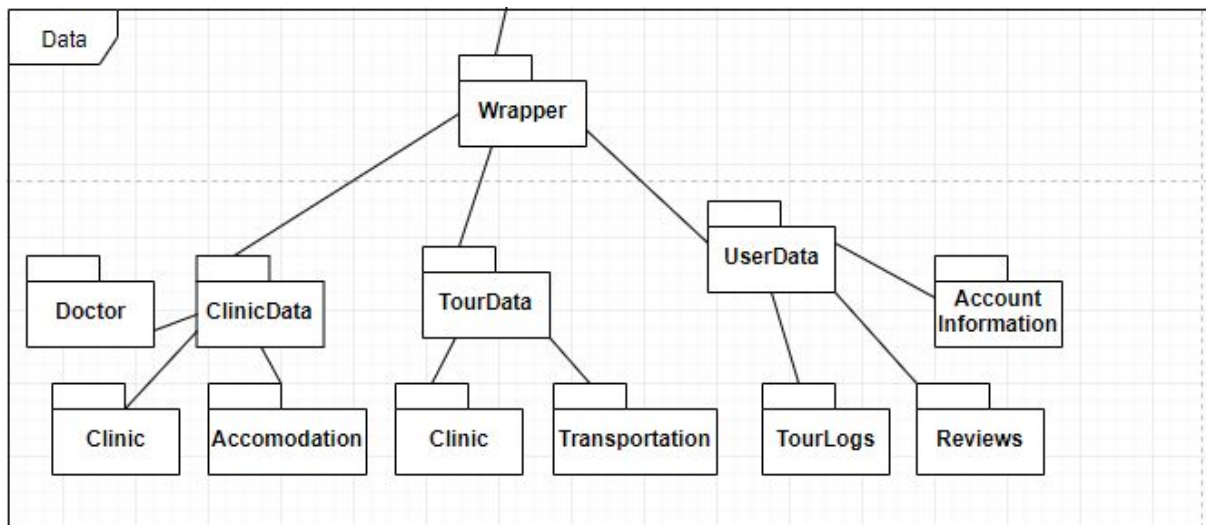 Data
Wrapper
UserData
Doctor
ClinicData
TourData
Account
Information
Clinic
Accomodation
Clinic
Transportation
TourLogs
Reviews